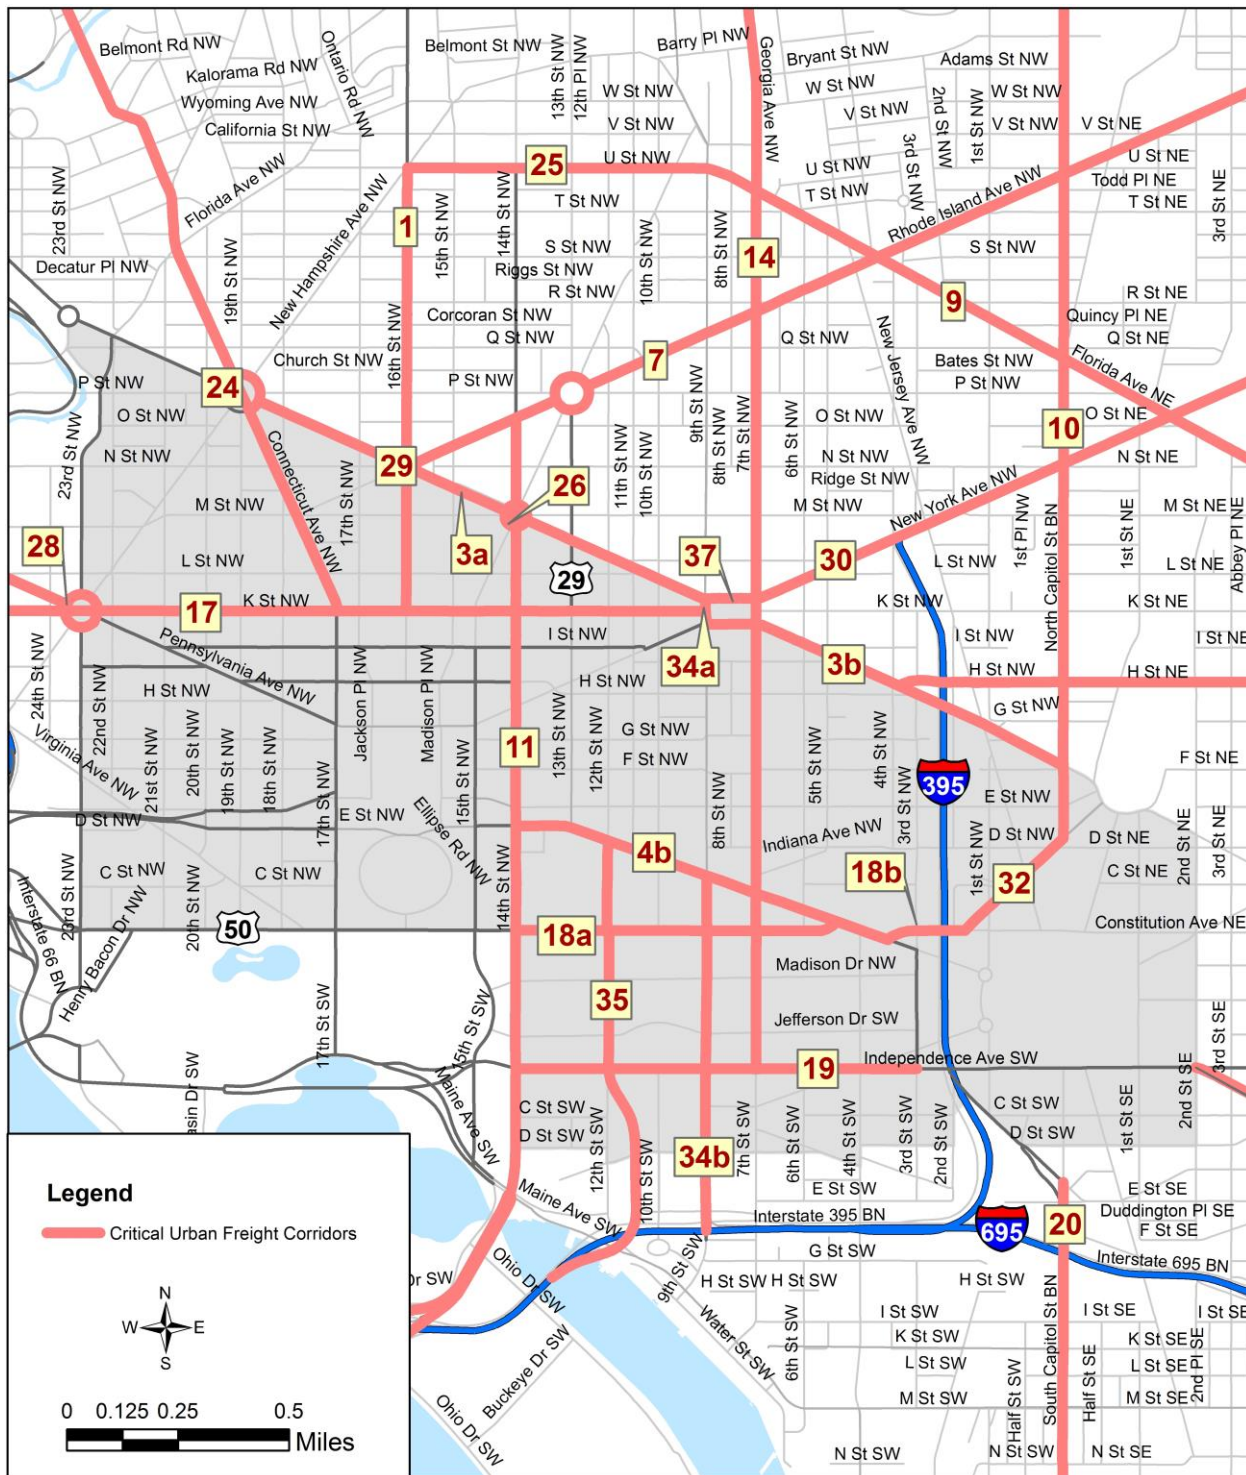 Belmont Rd NW
Kalorama Rd NW
Wyoming Ave NW
California St NW
Ontario Rd NW
Florida Ave NW
New Hampshire Ave NW
23rd St NW
Decatur Pl NW
19th St NW
Belmont St NW
13th St NW
12th Pl NW
Barry Pl NW
Georgia Ave NW
Bryant St NW
Adams St NW
W St NW
W St NW
W St NW
2nd St NW
1st St NW
V St NW
V St NW
V St NW
V St NE
3rd St NW
25
U St NW
U St NW
U St NE
Todd Pl NE
T St NW
T St NW
T St NE
3rd St NE
1
15th St NW
14th St NW
S St NW
Riggs St NW
R St NW
10th St NW
8th St NW
14
Rhode Island Ave NW
S St NW
9
R St NE
Quincy Pl NE
Q St NE
Corcoran St NW
Q St NW
Q St NW
New Jersey Ave NW
Bates St NW
P St NW
Florida Ave NE
Church St NW
16th St NW
P St NW
7
P St NW
24
O St NW
N St NW
23rd St NW
Connecticut Ave NW
17th St NW
29
3a
26
11th St NW
10th St NW
9th St NW
8th St NW
7th St NW
6th St NW
O St NW
N St NW
Ridge St NW
M St NW
New York Ave NW
10
O St NE
N St NE
M St NW
M St NE
1st Pl NW
North Capitol St BN
1st St NE
Abbey Pl NE
28
L St NW
L St NW
L St NE
17
K St NW
29
37
30
K St NW
K St NE
Pennsylvania Ave NW
I St NW
34a
3b
I St NW
I St NE
24th St NW
22nd St NW
H St NW
H St NW
H St NW
H St NE
G St NW
G St NW
Virginia Ave NW
21st St NW
20th St NW
19th St NW
18th St NW
Jackson Pl NW
Madison Pl NW
15th St NW
11
13th St NW
12th St NW
F St NW
F St NE
8th St NW
5th St NW
4th St NW
3rd St NW
395
E St NW
D St NW
17th St NW
E St NW
Ellipse Rd NW
4b
Indiana Ave NW
D St NW
D St NE
C St NE
2nd St NE
3rd St NE
1st St NW
18b
32
C St NW
C St NW
23rd St NW
20th St NW
14th St NW
50
18a
Constitution Ave NE
Interstate 66 BN
Henry Bacon Dr NW
Madison Dr NW
35
Jefferson Dr SW
17th St SW
15th St SW
19
Independence Ave SW
3rd St SE
2nd St SE
asin Dr SW
Maine Ave SW
C St SW
D St SW
12th St SW
10th St SW
34b
7th St SW
6th St SW
4th St SW
3rd St SW
2nd St SW
C St SW
D St SW
1st St SE
Maine Ave SW
E St SW
E St SE
Duddington Pl SE
F St SE
Interstate 395 BN
695
20
Interstate 695 BN
G St SW
9th St SW
H St SW
H St SW
H St SW
Dr SW
Ohio Dr SW
Water St SW
6th St SW
I St SW
K St SW
L St SW
M St SW
Half St SW
South Capitol St BN
Half St SE
I St SE
I St SE
K St SE
L St SE
M St SE
2nd Pl SE
Buckeye Dr SW
Ohio Dr SW
N St SW
N St SW
N St SE
Legend
Critical Urban Freight Corridors
N
W E
S
0 0.125 0.25 0.5
Miles